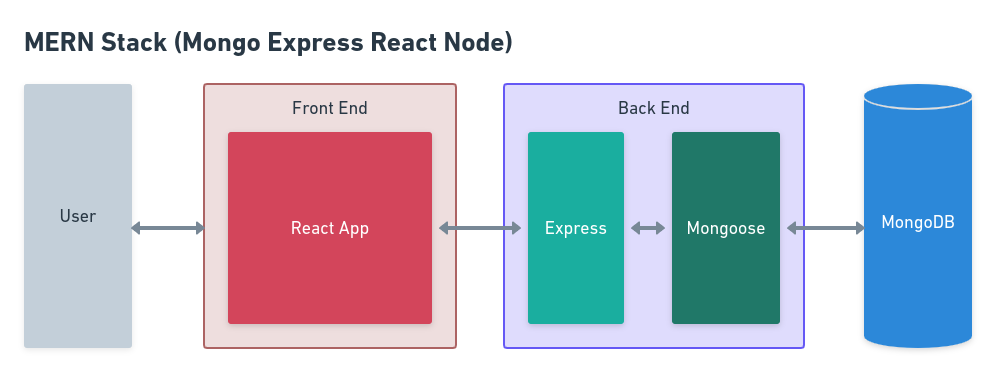 MERN Stack (Mongo Express React Node)
Front End
Back End
User
React App
Express
Mongoose
MongoDB